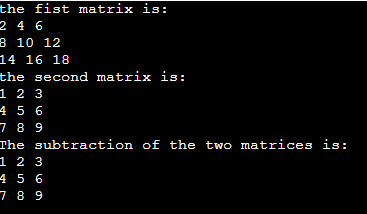 the fist matrix is:
2 4 6
8 10 12
14 16 18
the second matrix is:
1 2 3
4 5 6
7 8 9
The subtraction of the two matrices is:
1 2 3
4 5 6
7 8 9